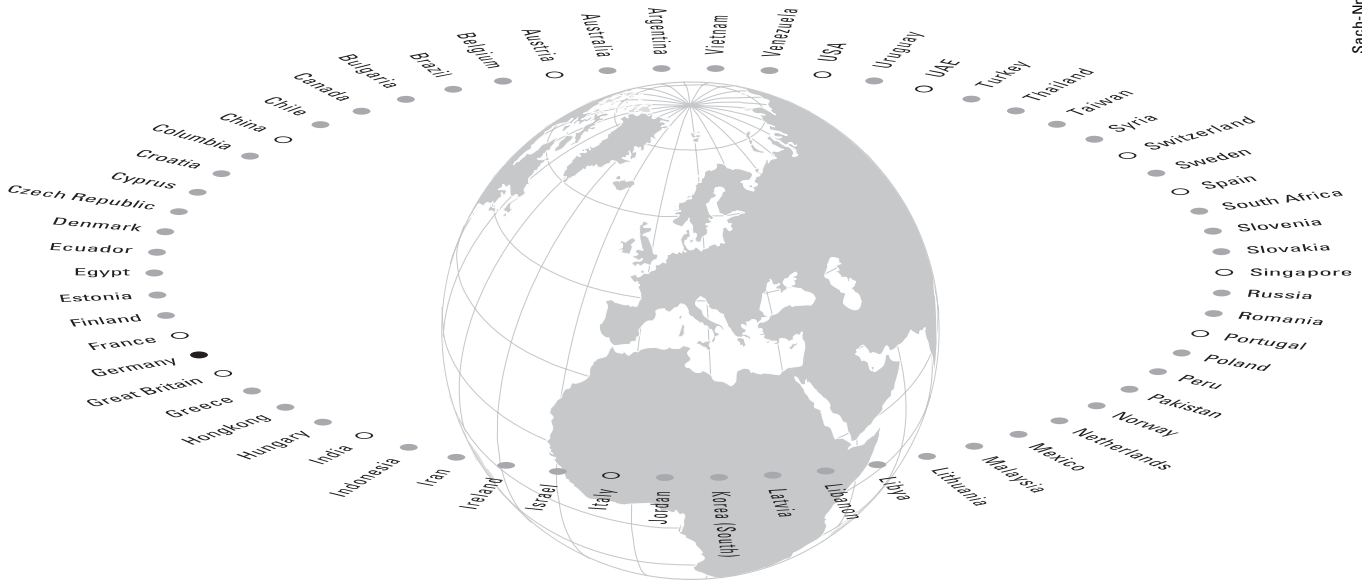 Argentina
Australia
Austria
Belgium
Brazil
Bulgaria
Canada
Chile
China
Columbia
Croatia
Cyprus
Czech Republic
Denmark
Ecuador
Egypt
Estonia
Finland
France
Germany
Great Britain
Greece
Hongkong
Hungary
India
Indonesia
Iran
Ireland
Israel
Italy
Jordan
Korea (South)
Latvia
Libanon
Libya
Lithuania
Malaysia
Mexico
Netherlands
Norway
Pakistan
Peru
Poland
Portugal
Romania
Russia
Singapore
Slovakia
Slovenia
South Africa
Spain
Sweden
Switzerland
Syria
Taiwan
Thailand
Turkey
UAE
Uruguay
USA
Venezuela
Vietnam
Sach-Nr